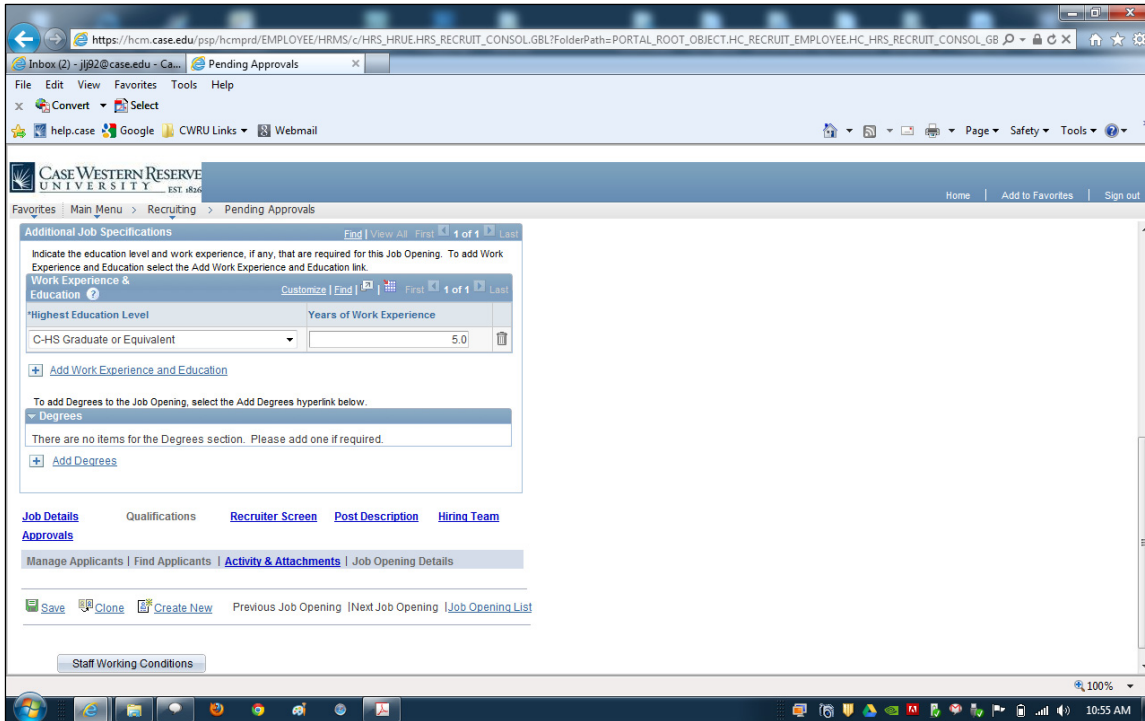 https://hcm.case.edu/psp/hcmprd/EMPLOYEE/HRMS/c/HRS_HRUE.HRS_RECRUIT_CONSOL.GBL?FolderPath=PORTAL_ROOT_OBJECT.HC_RECRUIT_EMPLOYEE.HC_HRS_RECRUIT_CONSOL_GB
Inbox (2) - jlj92@case.edu - Ca... Pending Approvals
File Edit View Favorites Tools Help
x Convert Select
help.case Google CWRU Links Webmail Page Safety Tools
CASE WESTERN RESERVE
UNIVERSITY EST. 1826
Home | Add to Favorites | Sign out
Favorites Main Menu > Recruiting > Pending Approvals
Additional Job Specifications Find | View All First 1 of 1 Last
Indicate the education level and work experience, if any, that are required for this Job Opening. To add Work
Experience and Education select the Add Work Experience and Education link.
Work Experience &
Education Customize | Find | | First 1 of 1 Last
*Highest Education Level Years of Work Experience
C-HS Graduate or Equivalent 5.0
Add Work Experience and Education
To add Degrees to the Job Opening, select the Add Degrees hyperlink below.
Degrees
There are no items for the Degrees section. Please add one if required.
Add Degrees
Job Details Qualifications Recruiter Screen Post Description Hiring Team
Approvals
Manage Applicants | Find Applicants | Activity & Attachments | Job Opening Details
Save Clone Create New Previous Job Opening |Next Job Opening |Job Opening List
Staff Working Conditions
100%
10:55 AM